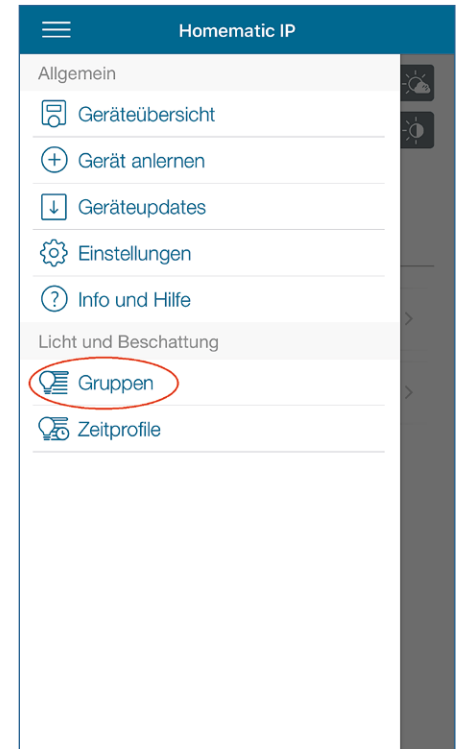 Homematic IP
Allgemein
Geräteübersicht
Gerät anlernen
Geräteupdates
Einstellungen
Info und Hilfe
Licht und Beschattung
Gruppen
Zeitprofile